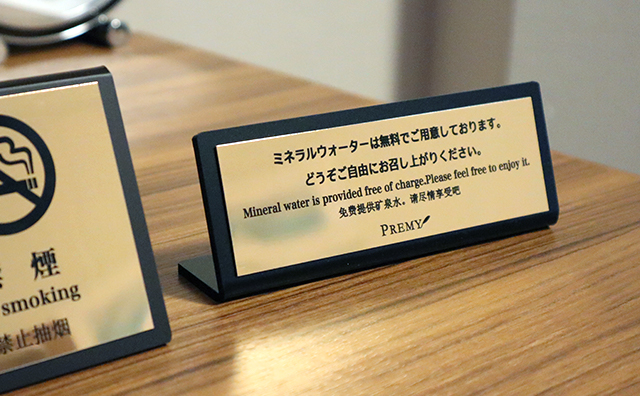 煙
smoking
禁止抽烟
ミネラルウォーターは無料でご用意しております。
どうぞご自由にお召し上がりください。
Mineral water is provided free of charge.Please feel free to enjoy it.
免费提供矿泉水。请尽情享受吧
PREMY